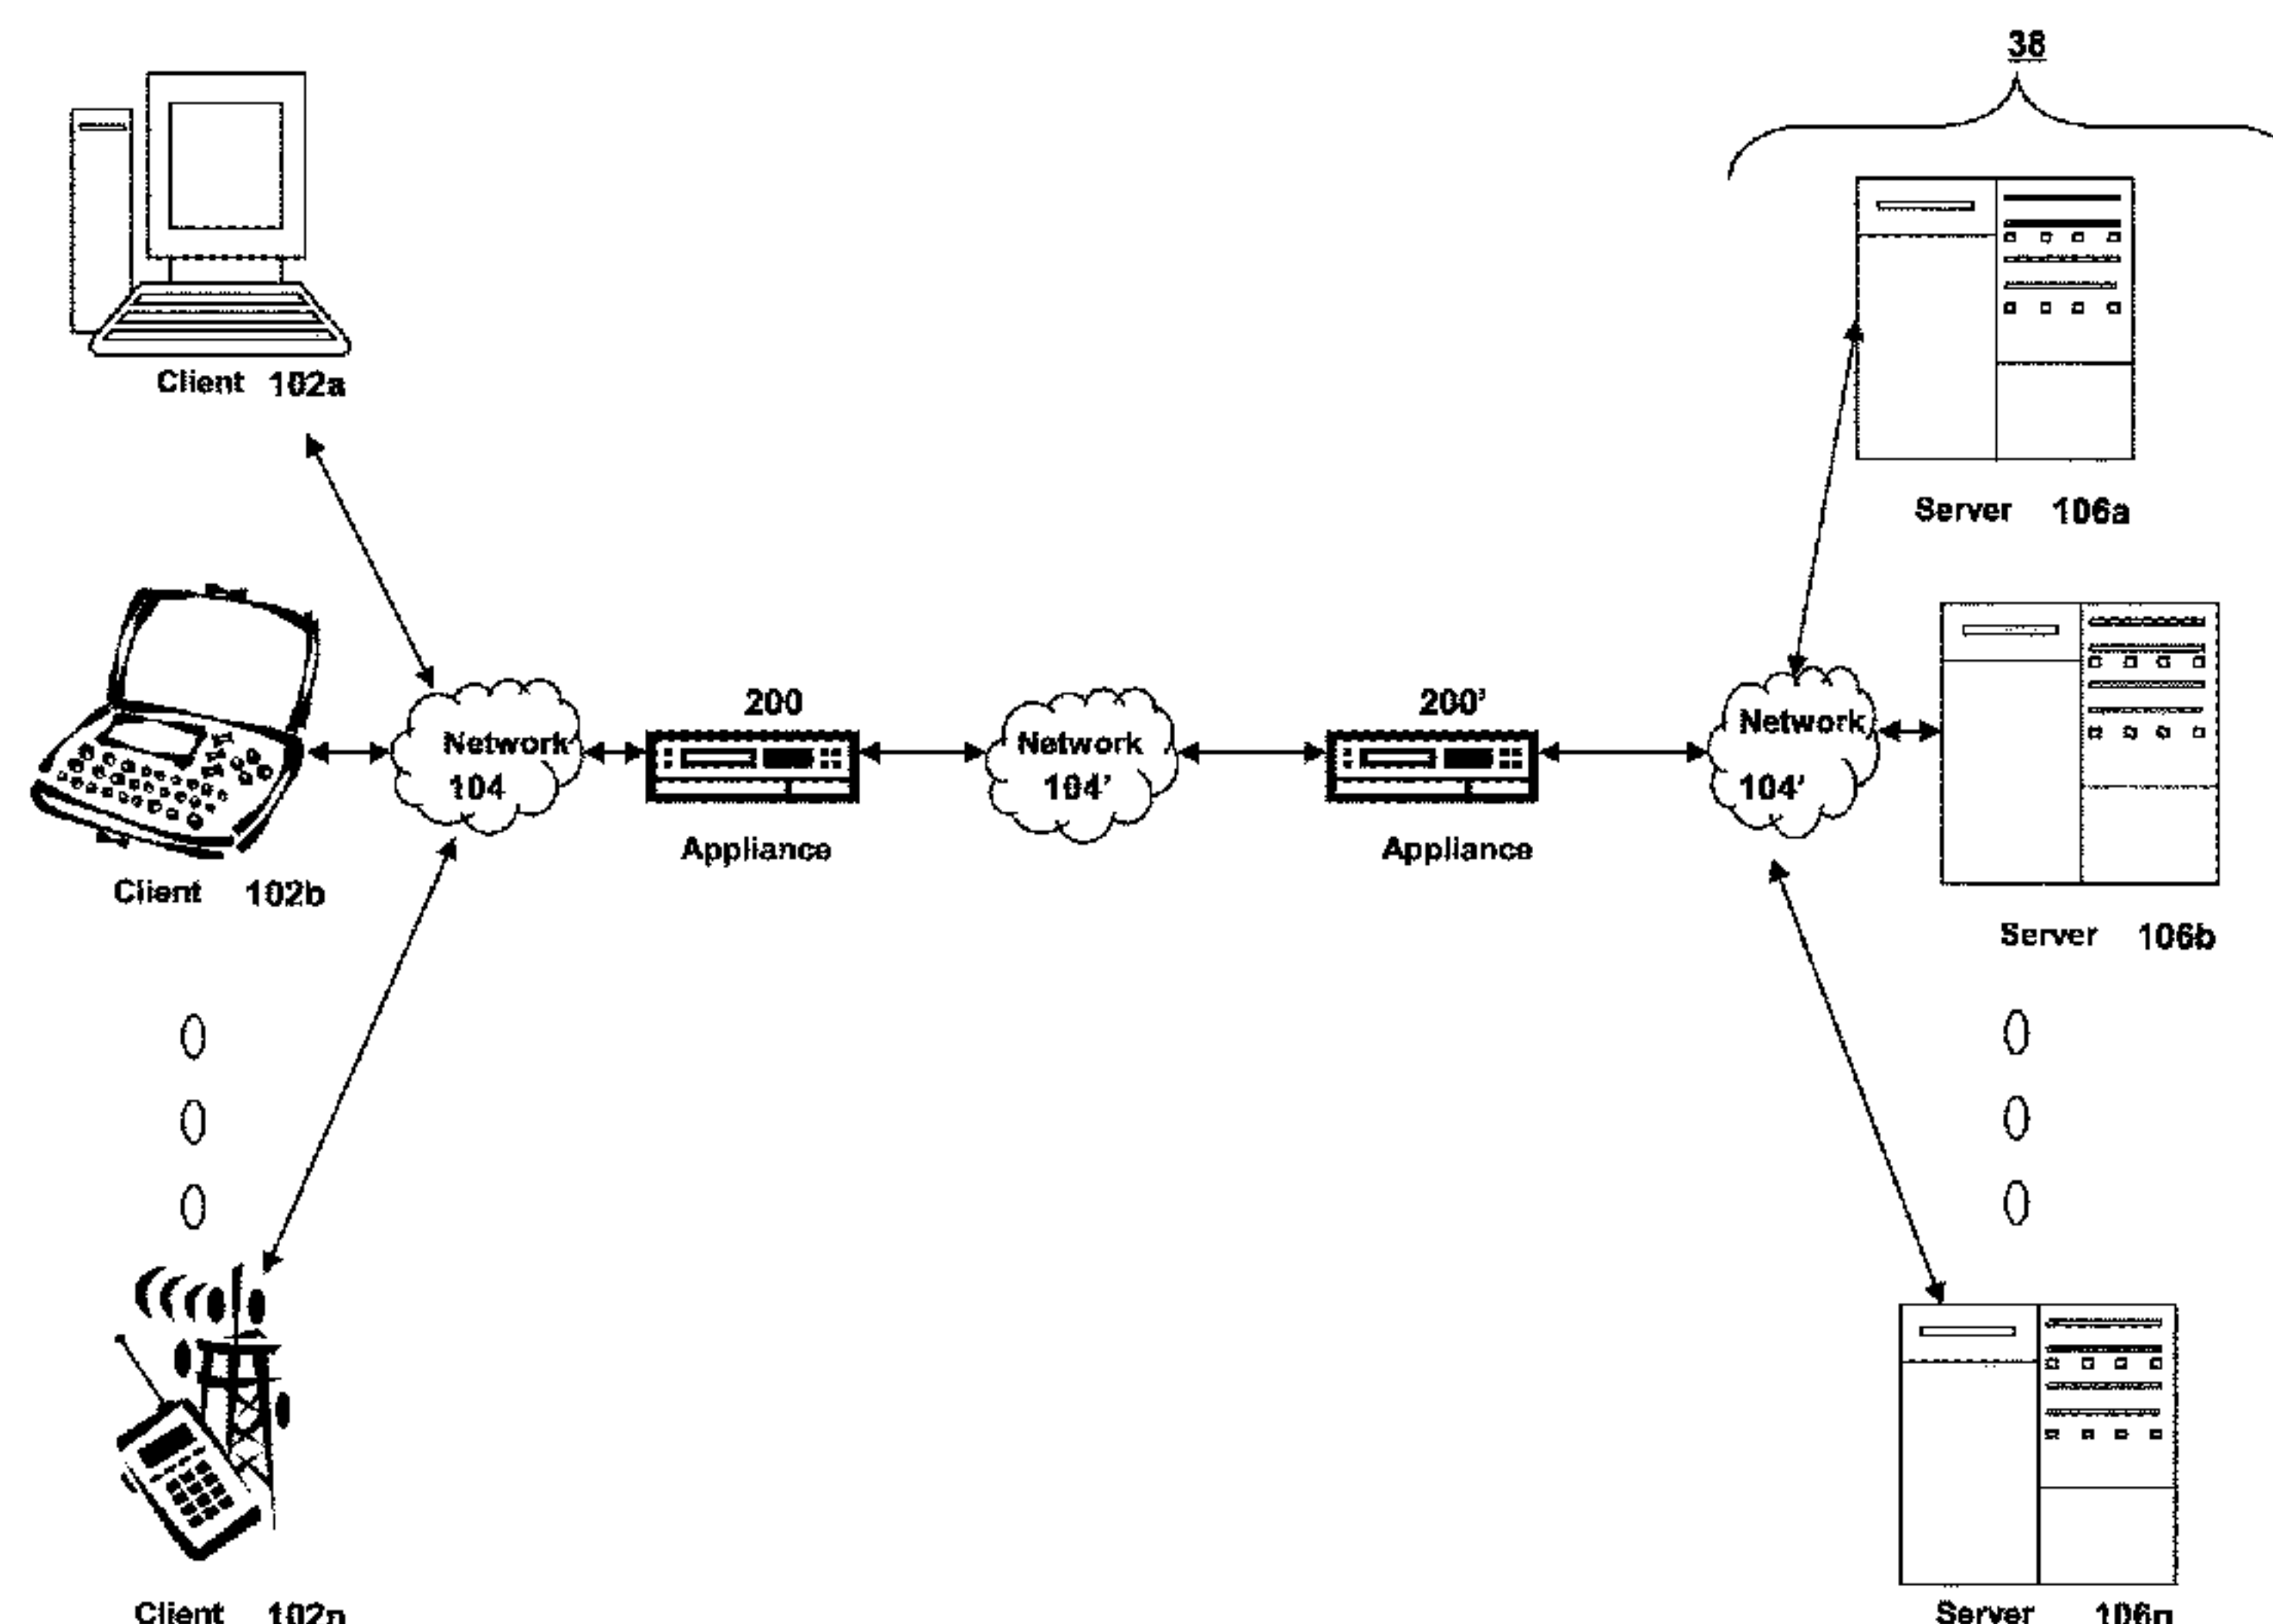 38
Client 102a
Server 106a
200
200'
Network
104
Network
104'
Network
104'
Appliance
Appliance
Client 102b
Server 106b
Client 102n
Server 106n